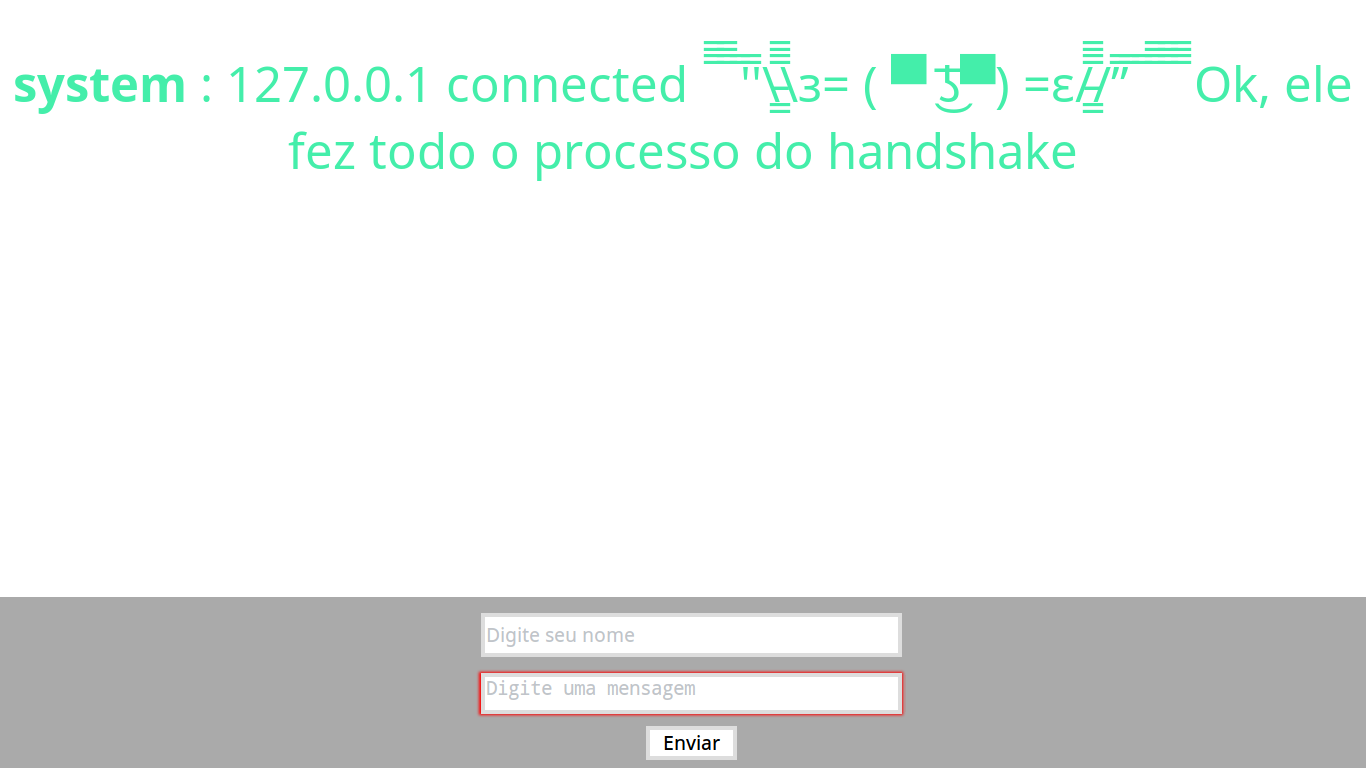 system : 127.0.0.1 connected ̿̿ ̿̿ ̿̿ ̿'̿'\̵͇̿̿\з= ( ▀ ͜͞ʖ▀) =ε/̵͇̿̿/'̿'̿ ̿ ̿̿ ̿̿ ̿̿ Ok, ele
fez todo o processo do handshake
Digite seu nome
Digite uma mensagem
Enviar